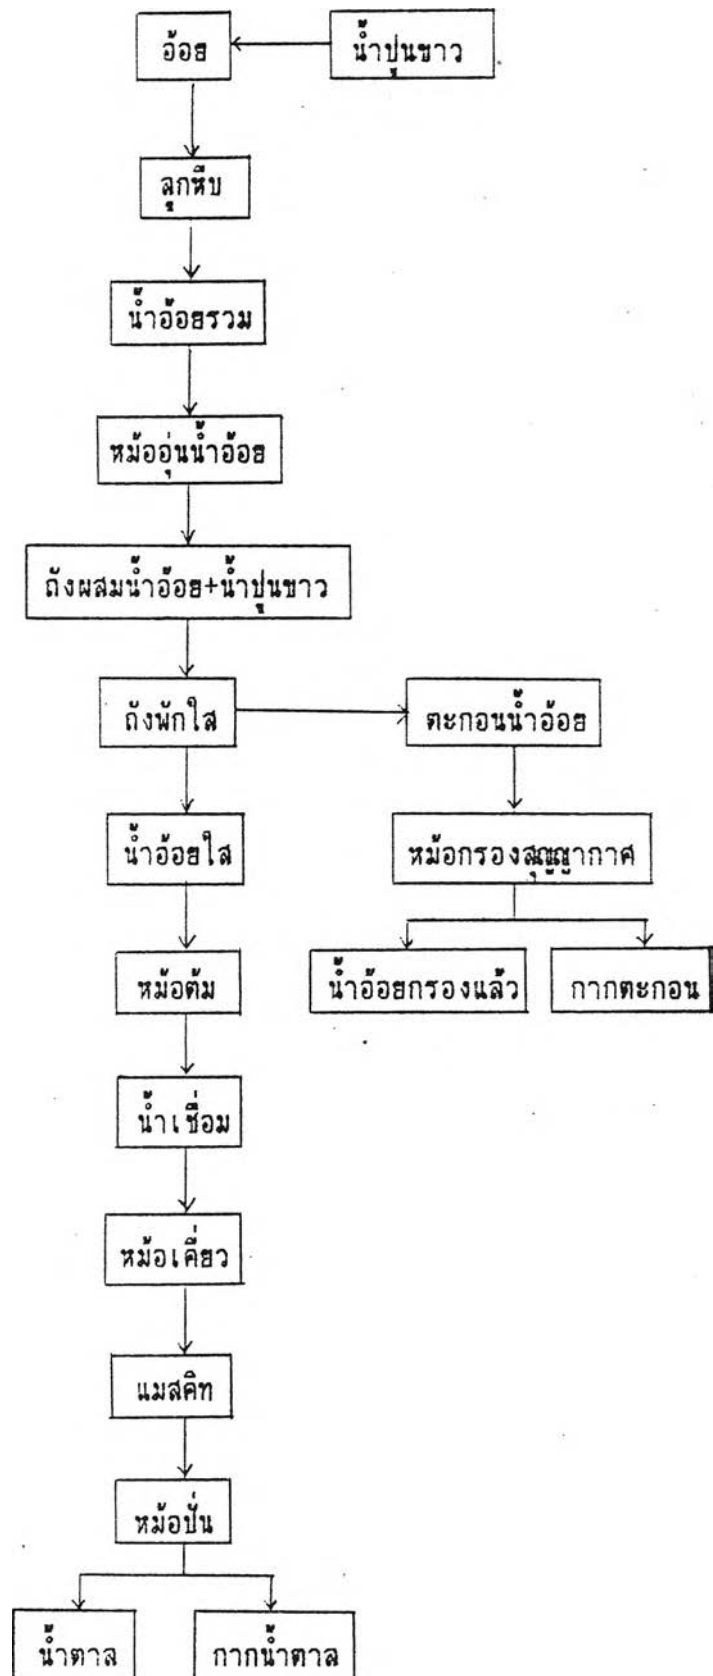 อ้อย
น้ำปูนขาว
ลูกหีบ
น้ำอ้อยรวม
หม้ออุ่นน้ำอ้อย
ถังผสมน้ำอ้อย+น้ำปูนขาว
ถังพักใส
ตะกอนน้ำอ้อย
น้ำอ้อยใส
หม้อกรองสุญญากาศ
หม้อต้ม
น้ำอ้อยกรองแล้ว
กากตะกอน
น้ำเชื่อม
หม้อเคี่ยว
แมสคิท
หม้อปั่น
น้ำตาล
กากน้ำตาล